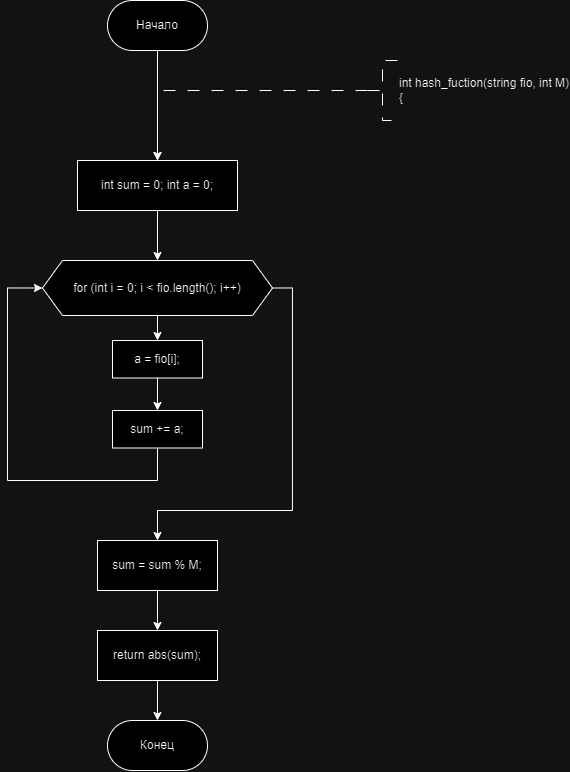 Начало
int hash_fuction(string fio, int M)
{
int sum = 0; int a = 0;
for (int i = 0; i < fio.length(); i++)
a = fio[i];
sum += a;
sum = sum % M;
return abs(sum);
Конец